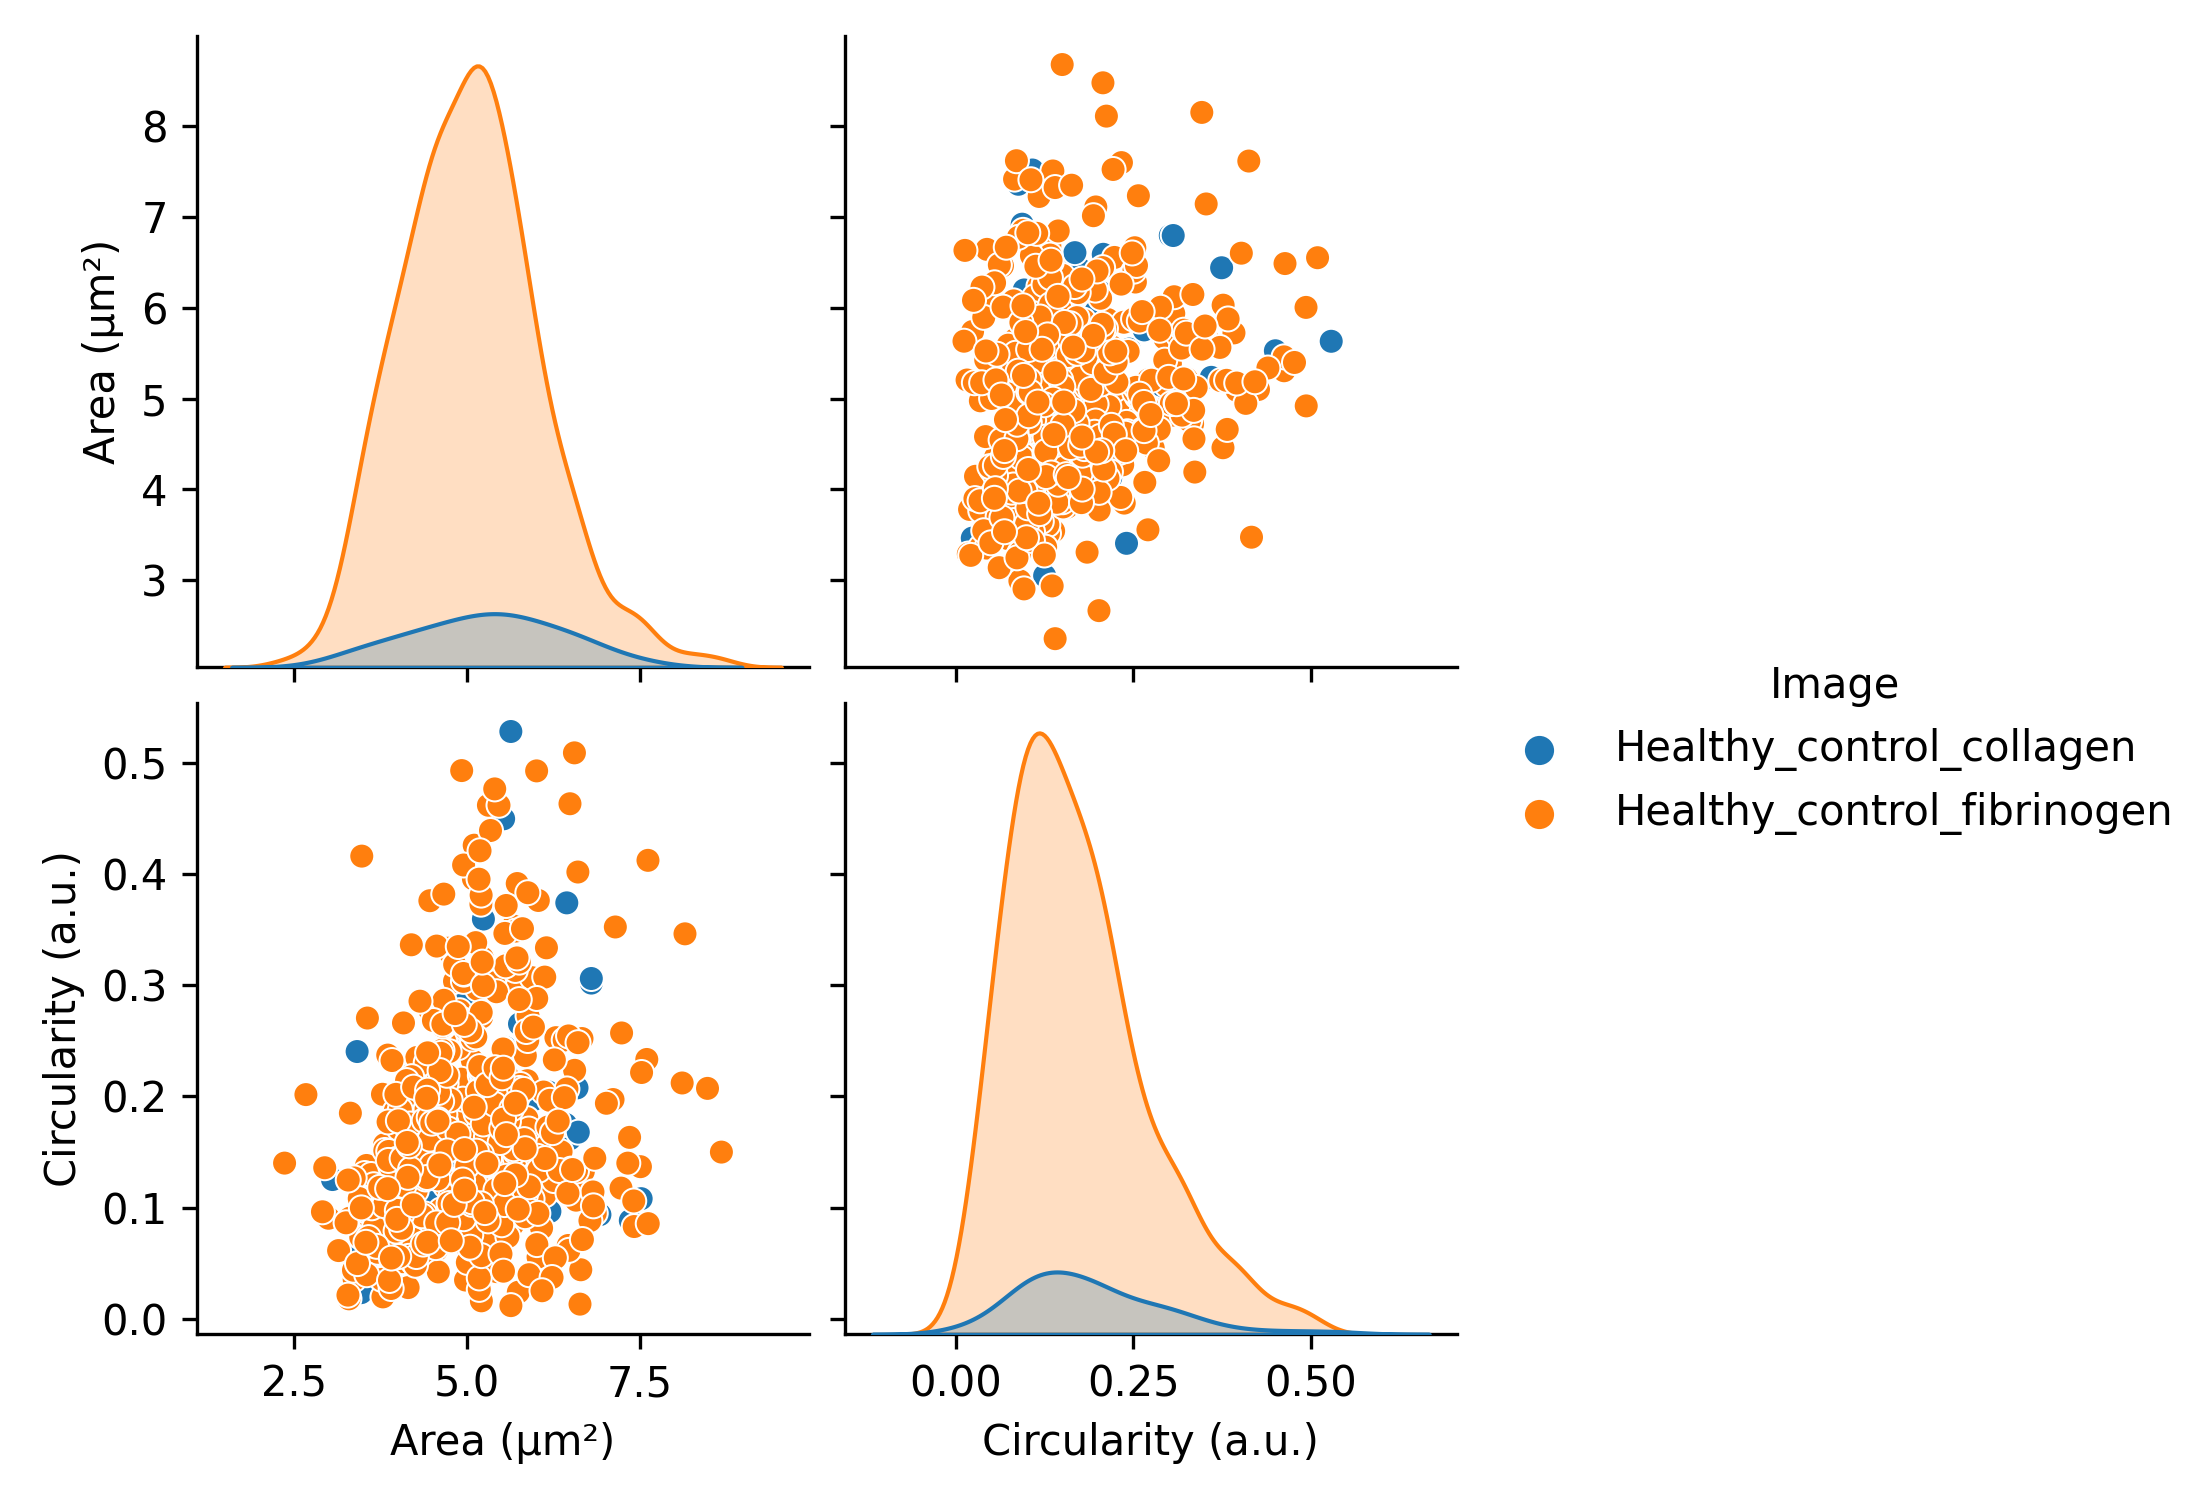 8
7
6
5
4
3
Area (μm²)
0.5
0.4
0.3
0.2
0.1
0.0
Circularity (a.u.)
2.5 5.0 7.5
Area (μm²)
0.00 0.25 0.50
Circularity (a.u.)
Image
Healthy_control_collagen
Healthy_control_fibrinogen